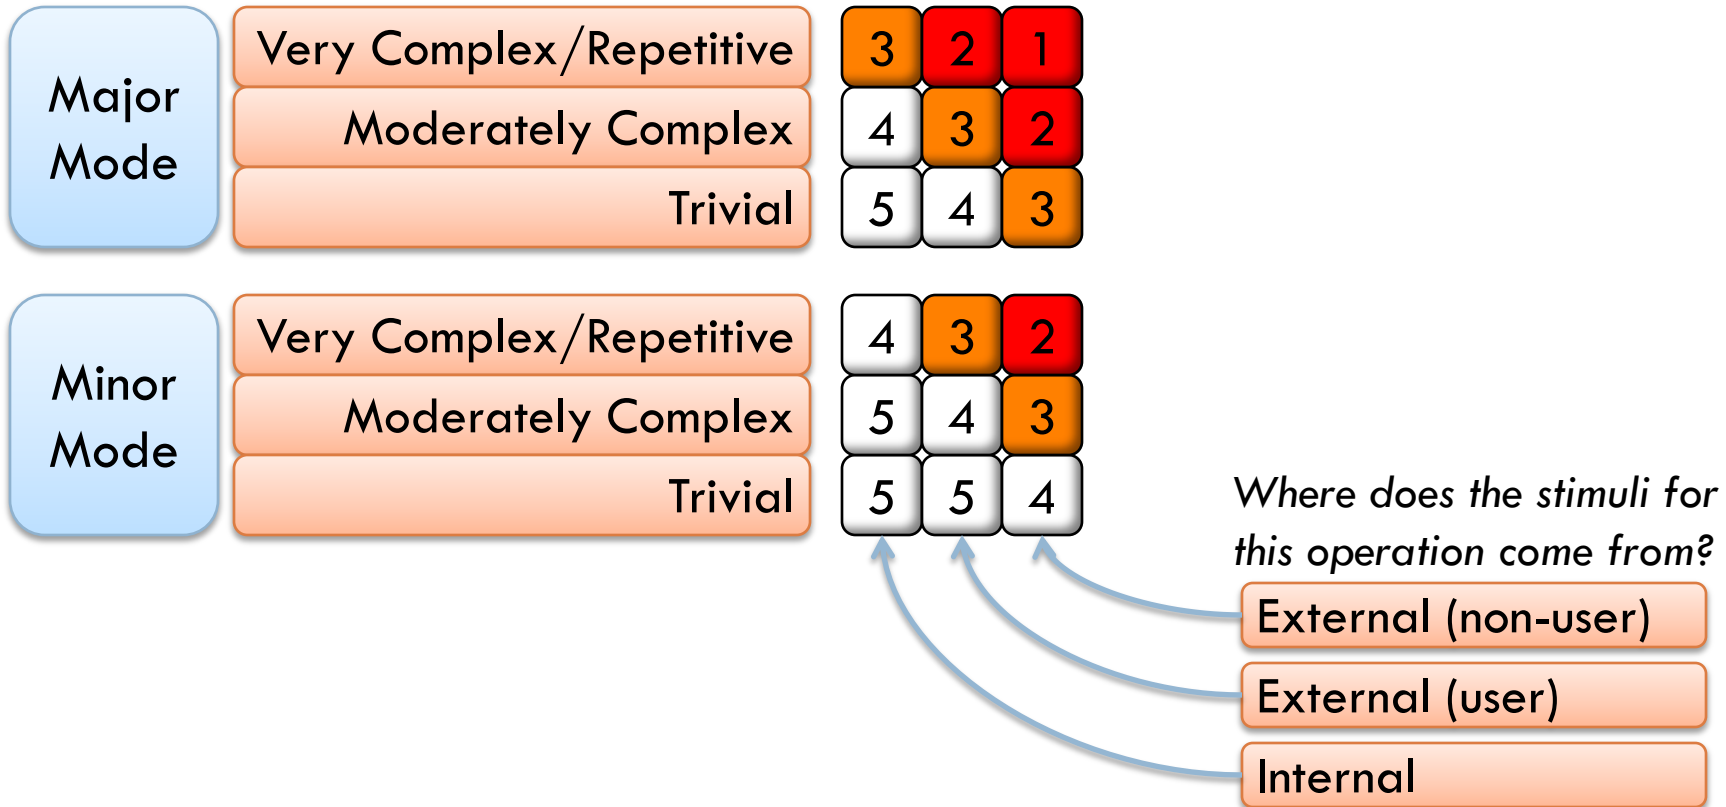 Major
Mode
Very Complex/Repetitive 3 2 1
Moderately Complex 4 3 2
Trivial 5 4 3
Minor
Mode
Very Complex/Repetitive 4 3 2
Moderately Complex 5 4 3
Trivial 5 5 4
Where does the stimuli for
this operation come from?
External (non-user)
External (user)
Internal